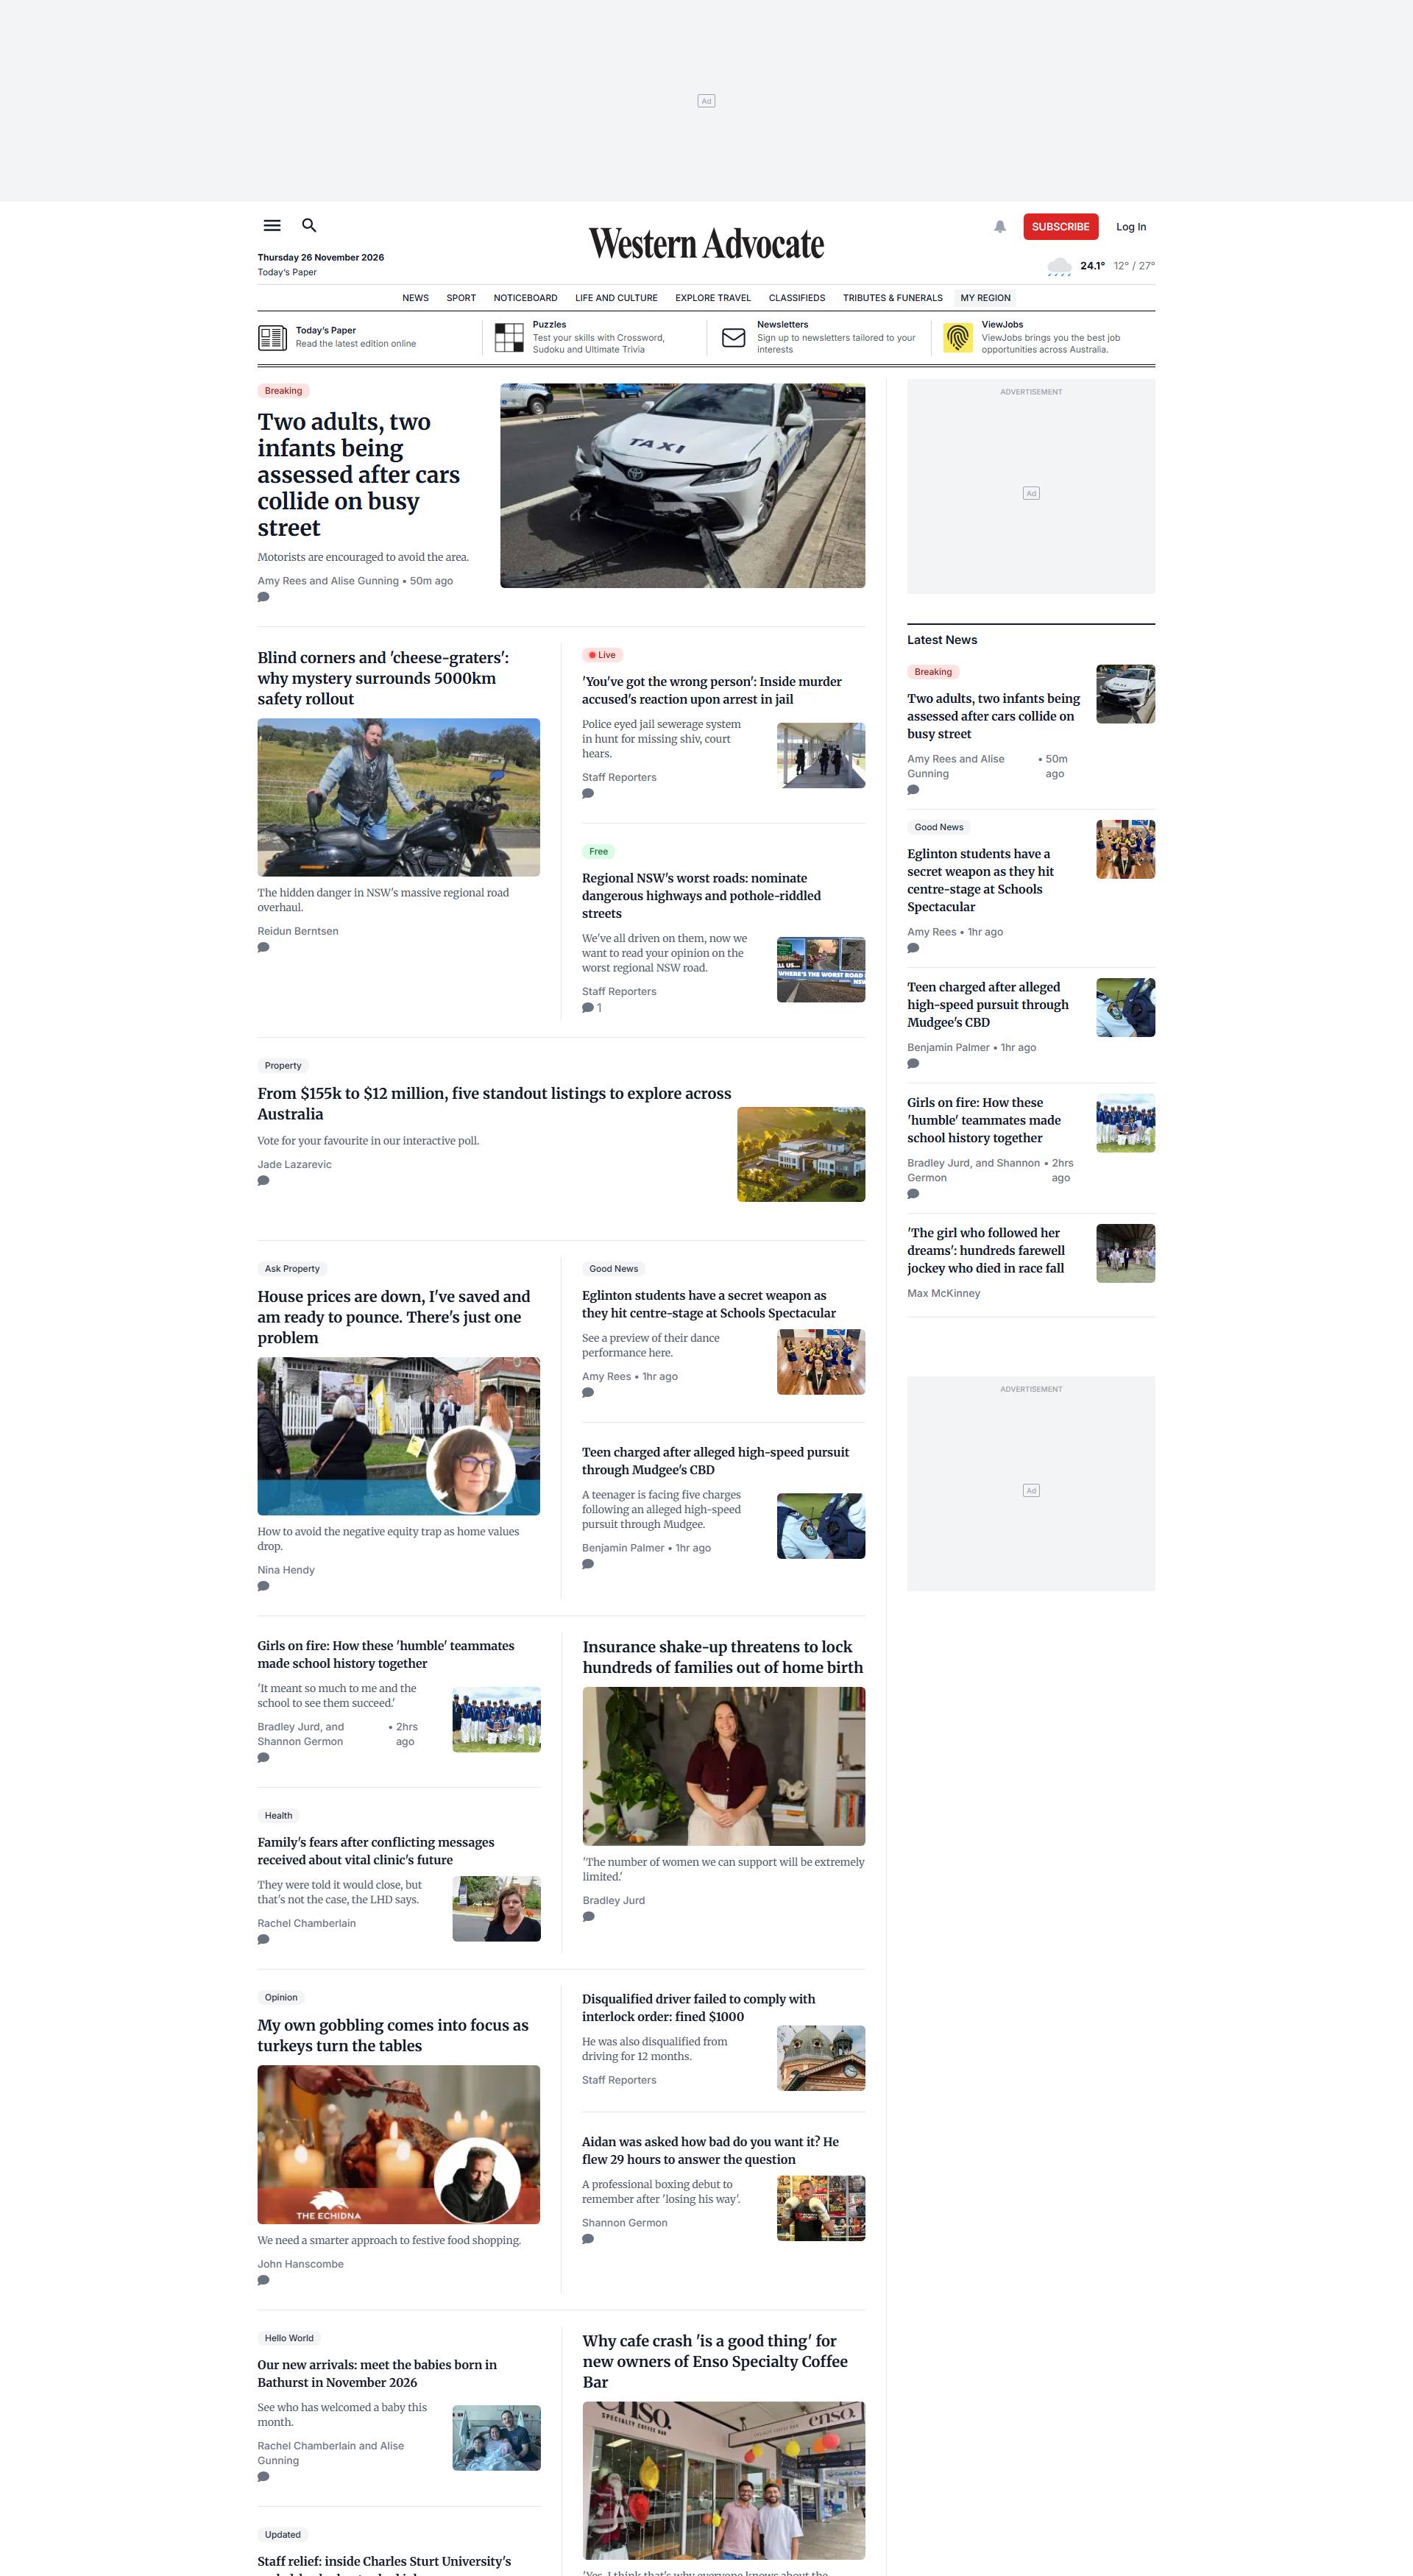 Ad
SUBSCRIBE
Log In
Western Advocate
Thursday 26 November 2026
Today's Paper
24.1°
12° / 27°
NEWS
SPORT
NOTICEBOARD
LIFE AND CULTURE
EXPLORE TRAVEL
CLASSIFIEDS
TRIBUTES & FUNERALS
MY REGION
Today's Paper
Read the latest edition online
Puzzles
Test your skills with Crossword,
Sudoku and Ultimate Trivia
Newsletters
Sign up to newsletters tailored to your
interests
ViewJobs
ViewJobs brings you the best job
opportunities across Australia.
Breaking
Two adults, two
infants being
assessed after cars
collide on busy
street
Motorists are encouraged to avoid the area.
Amy Rees and Alise Gunning • 50m ago
TAXI
Blind corners and 'cheese-graters':
why mystery surrounds 5000km
safety rollout
The hidden danger in NSW's massive regional road
overhaul.
Reidun Berntsen
Live
'You've got the wrong person': Inside murder
accused's reaction upon arrest in jail
Police eyed jail sewerage system
in hunt for missing shiv, court
hears.
Staff Reporters
Free
Regional NSW's worst roads: nominate
dangerous highways and pothole-riddled
streets
We've all driven on them, now we
want to read your opinion on the
worst regional NSW road.
Staff Reporters
1
LL US...
WHERE'S THE WORST ROAD
NSW
Property
From $155k to $12 million, five standout listings to explore across
Australia
Vote for your favourite in our interactive poll.
Jade Lazarevic
Ask Property
House prices are down, I've saved and
am ready to pounce. There's just one
problem
How to avoid the negative equity trap as home values
drop.
Nina Hendy
Good News
Eglinton students have a secret weapon as
they hit centre-stage at Schools Spectacular
See a preview of their dance
performance here.
Amy Rees • 1hr ago
Teen charged after alleged high-speed pursuit
through Mudgee's CBD
A teenager is facing five charges
following an alleged high-speed
pursuit through Mudgee.
Benjamin Palmer • 1hr ago
Girls on fire: How these 'humble' teammates
made school history together
'It meant so much to me and the
school to see them succeed.'
Bradley Jurd, and
Shannon Germon
• 2hrs
ago
Health
Family's fears after conflicting messages
received about vital clinic's future
They were told it would close, but
that's not the case, the LHD says.
Rachel Chamberlain
Insurance shake-up threatens to lock
hundreds of families out of home birth
'The number of women we can support will be extremely
limited.'
Bradley Jurd
Opinion
My own gobbling comes into focus as
turkeys turn the tables
THE ECHIDNA
We need a smarter approach to festive food shopping.
John Hanscombe
Disqualified driver failed to comply with
interlock order: fined $1000
He was also disqualified from
driving for 12 months.
Staff Reporters
Aidan was asked how bad do you want it? He
flew 29 hours to answer the question
A professional boxing debut to
remember after 'losing his way'.
Shannon Germon
Hello World
Our new arrivals: meet the babies born in
Bathurst in November 2026
See who has welcomed a baby this
month.
Rachel Chamberlain and Alise
Gunning
Updated
Staff relief: inside Charles Sturt University's
Why cafe crash 'is a good thing' for
new owners of Enso Specialty Coffee
Bar
enso.
SPECIALTY COFFEE BAR
enso.
'Yes, I think that's why everyone knows about the
ADVERTISEMENT
Ad
Latest News
Breaking
Two adults, two infants being
assessed after cars collide on
busy street
Amy Rees and Alise
Gunning
• 50m
ago
Good News
Eglinton students have a
secret weapon as they hit
centre-stage at Schools
Spectacular
Amy Rees • 1hr ago
Teen charged after alleged
high-speed pursuit through
Mudgee's CBD
Benjamin Palmer • 1hr ago
Girls on fire: How these
'humble' teammates made
school history together
Bradley Jurd, and Shannon
Germon
• 2hrs
ago
'The girl who followed her
dreams': hundreds farewell
jockey who died in race fall
Max McKinney
ADVERTISEMENT
Ad